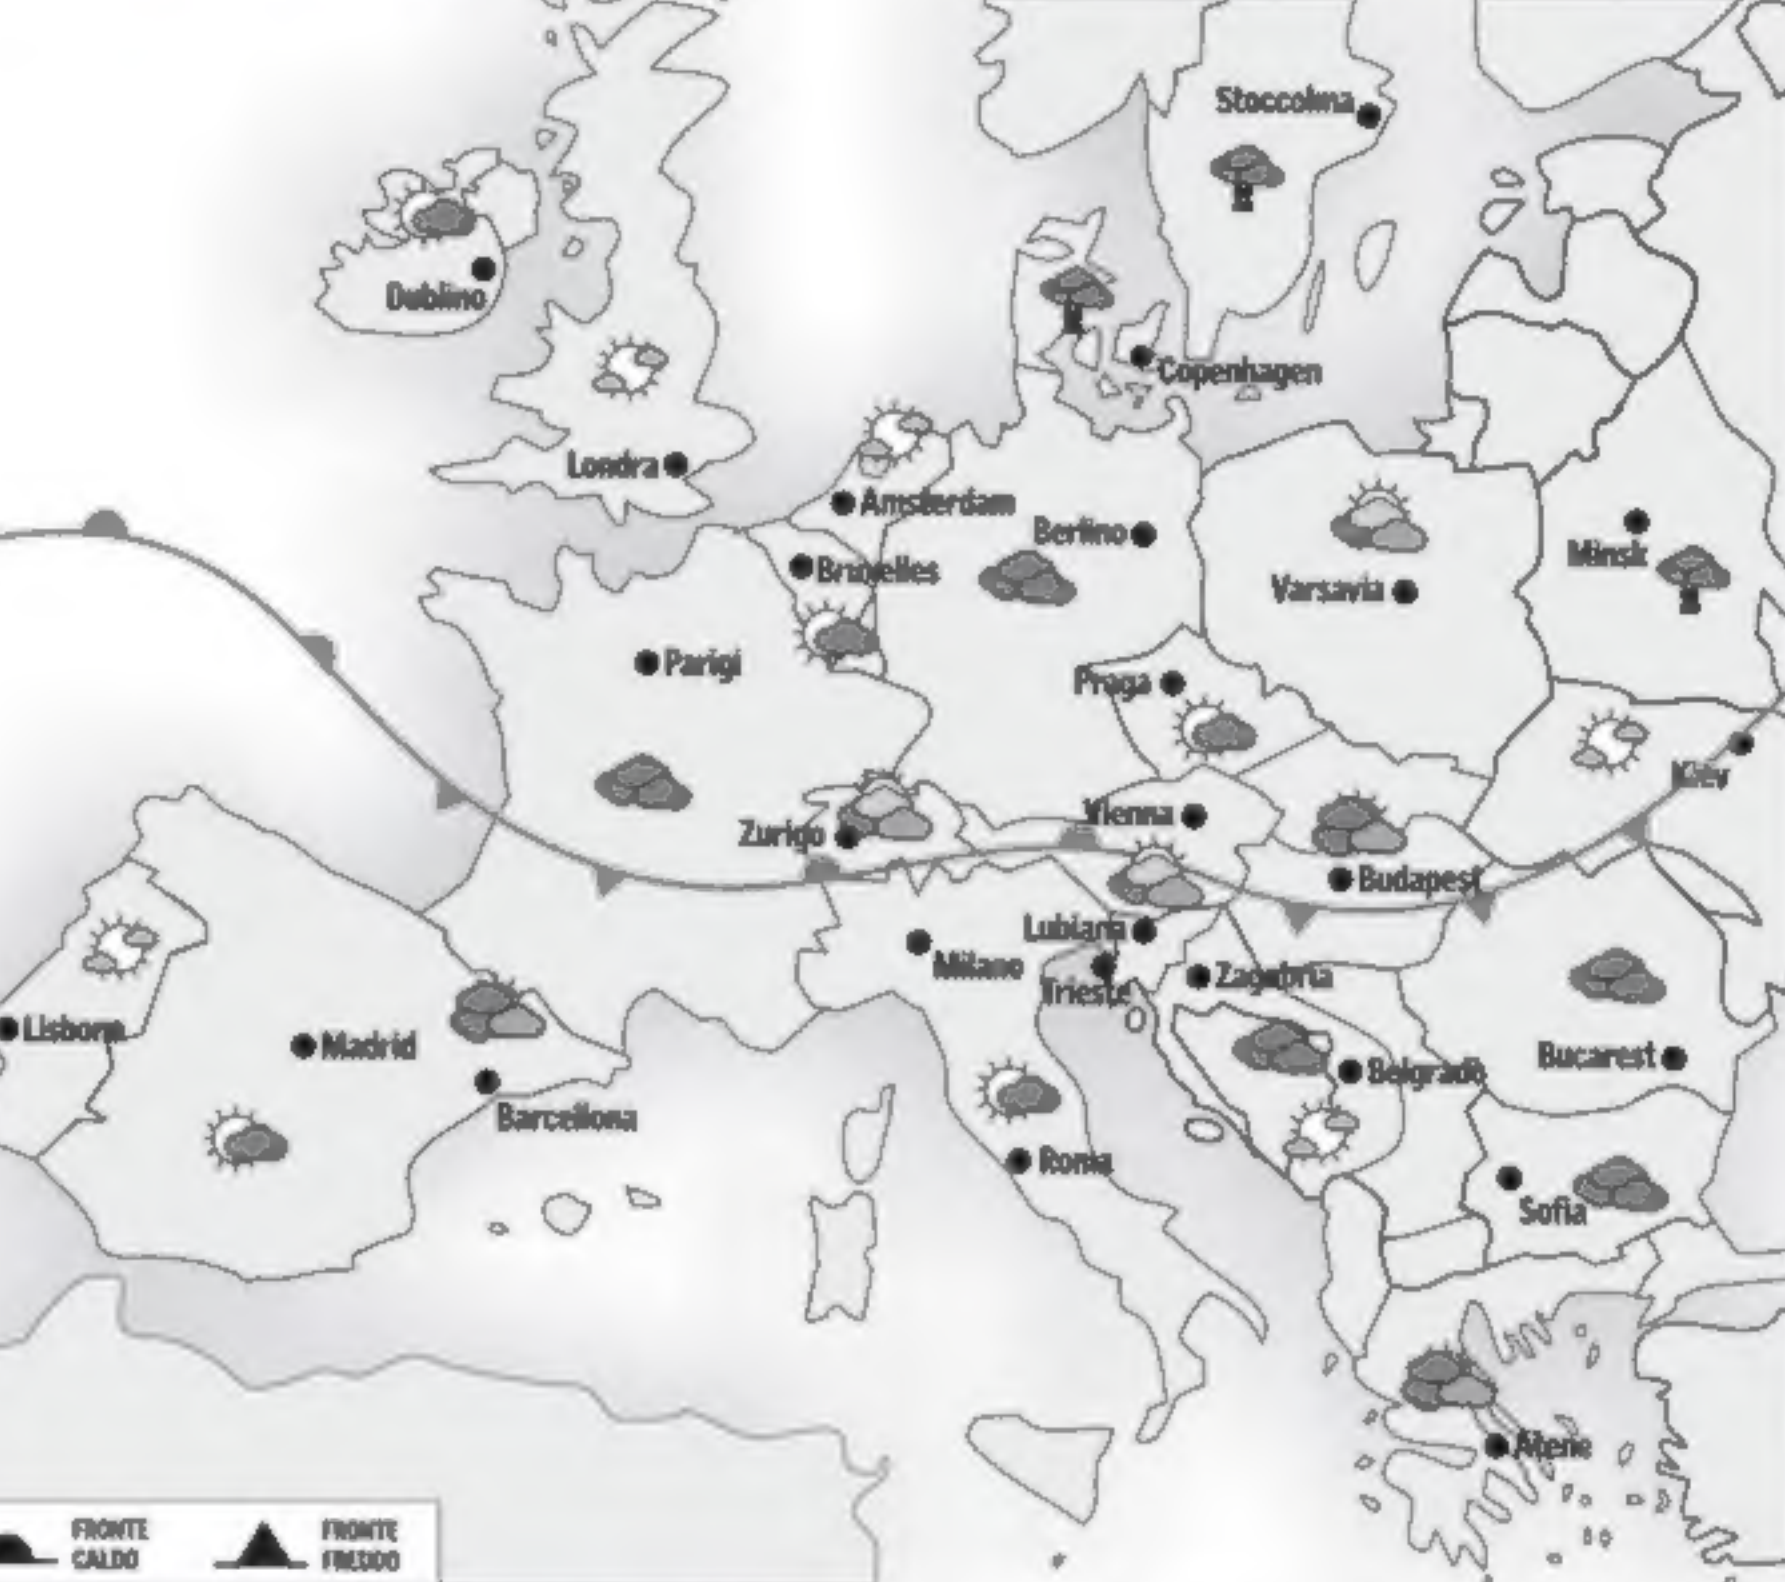 Stoccolma
Dublino
Copenhagen
Londra
Amsterdam
Berlino
Minsk
Bruxelles
Varsavia
Parigi
Praga
Kiev
Vienna
Zurigo
Budapest
Lubiana
Milano
Zagabria
Trieste
Lisbona
Madrid
Bucarest
Belgrado
Barcellona
Roma
Sofia
Atene
FRONTE
CALDO
FRONTE
FREDDO